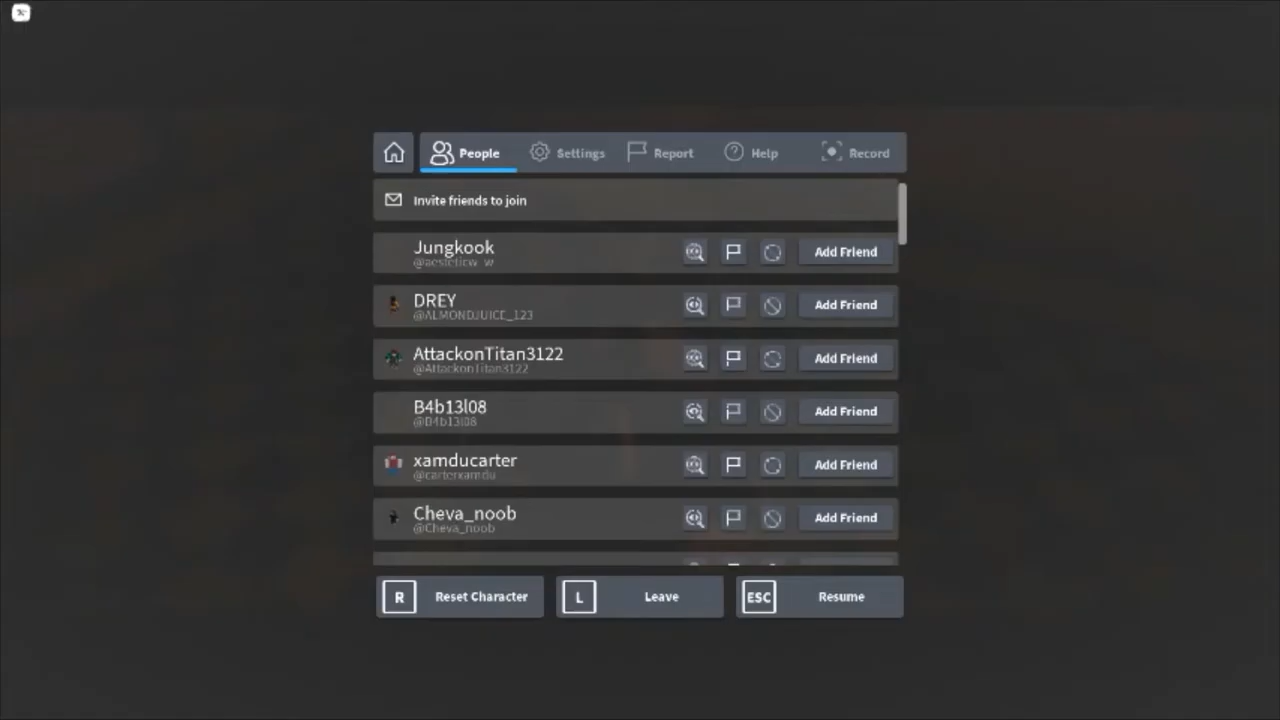 People Settings Report Help Record
Invite friends to join
Jungkook
Add Friend
DREY
@ALMONDJUICE_123
Add Friend
AttackonTitan3122
@AttackonTitan3122
Add Friend
B4b13l08
@B4b13l08
Add Friend
xamducarter
@carterxamdu
Add Friend
Cheva_noob
@Cheva_noob
Add Friend
R Reset Character L Leave ESC Resume